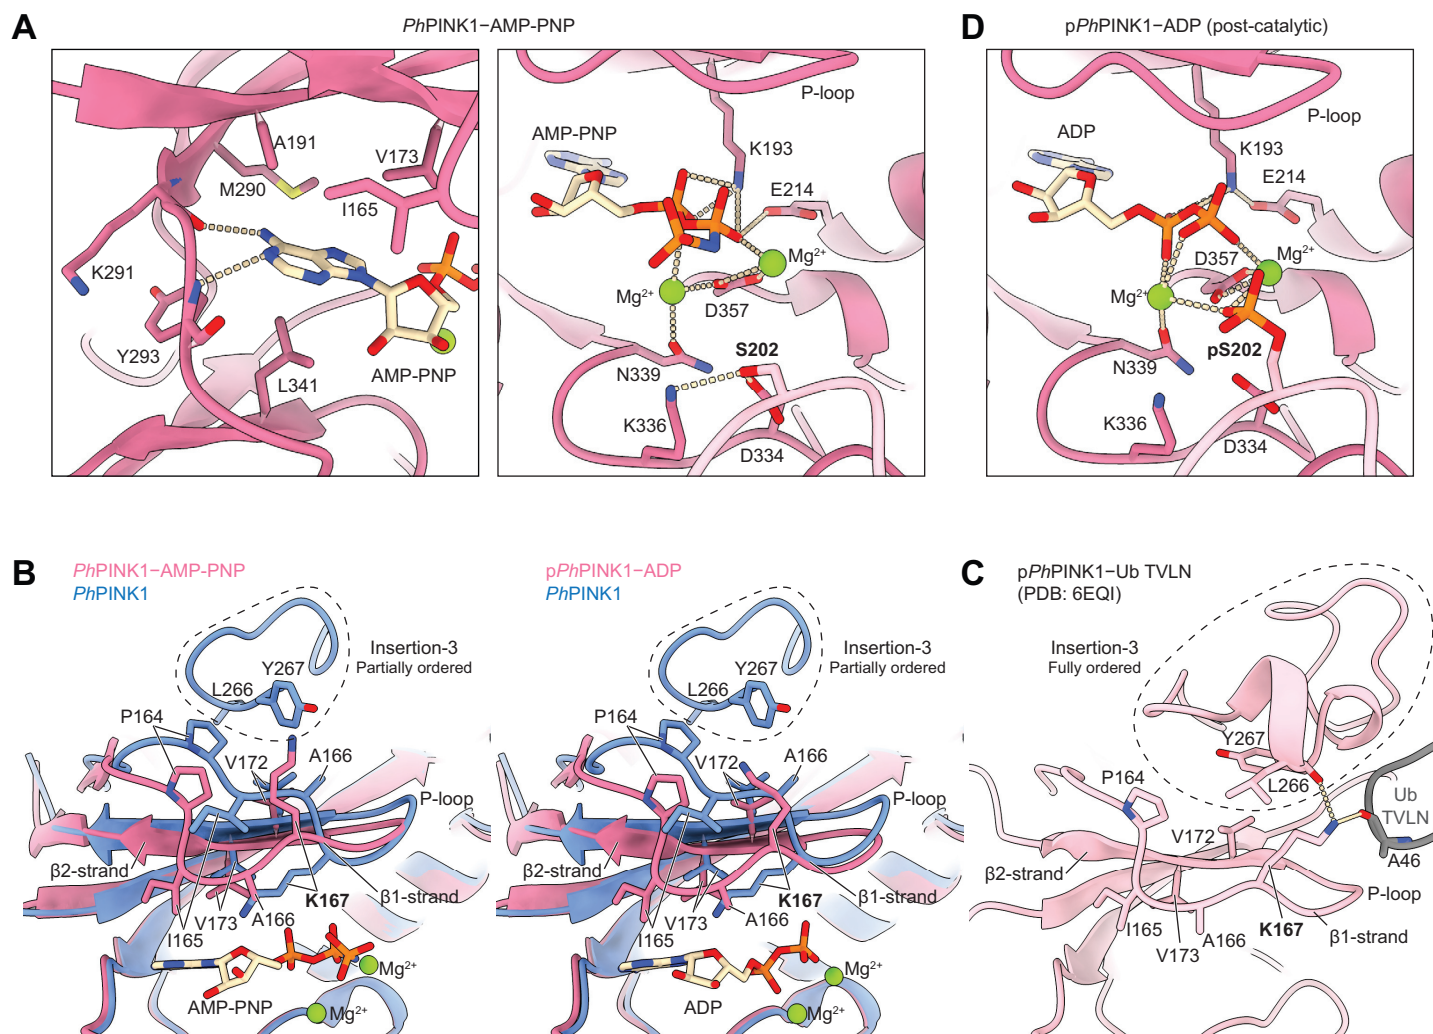 A
PhPINK1–AMP-PNP
A191
V173
M290
I165
K291
Y293
L341
AMP-PNP
P-loop
AMP-PNP
K193
E214
Mg²⁺
Mg²⁺
D357
S202
N339
K336
D334
D
pPhPINK1–ADP (post-catalytic)
P-loop
ADP
K193
E214
D357
Mg²⁺
Mg²⁺
pS202
N339
K336
D334
B
PhPINK1–AMP-PNP
PhPINK1
Insertion-3
Partially ordered
Y267
L266
P164
V172
A166
P-loop
β2-strand
β1-strand
K167
V173
A166
I165
AMP-PNP
Mg²⁺
Mg²⁺
pPhPINK1–ADP
PhPINK1
Insertion-3
Partially ordered
Y267
L266
P164
V172
A166
P-loop
β2-strand
β1-strand
K167
V173
A166
I165
ADP
Mg²⁺
Mg²⁺
C
pPhPINK1–Ub TVLN
(PDB: 6EQI)
Insertion-3
Fully ordered
Y267
L266
P164
Ub
TVLN
V172
A46
β2-strand
P-loop
I165
A166
K167
β1-strand
V173